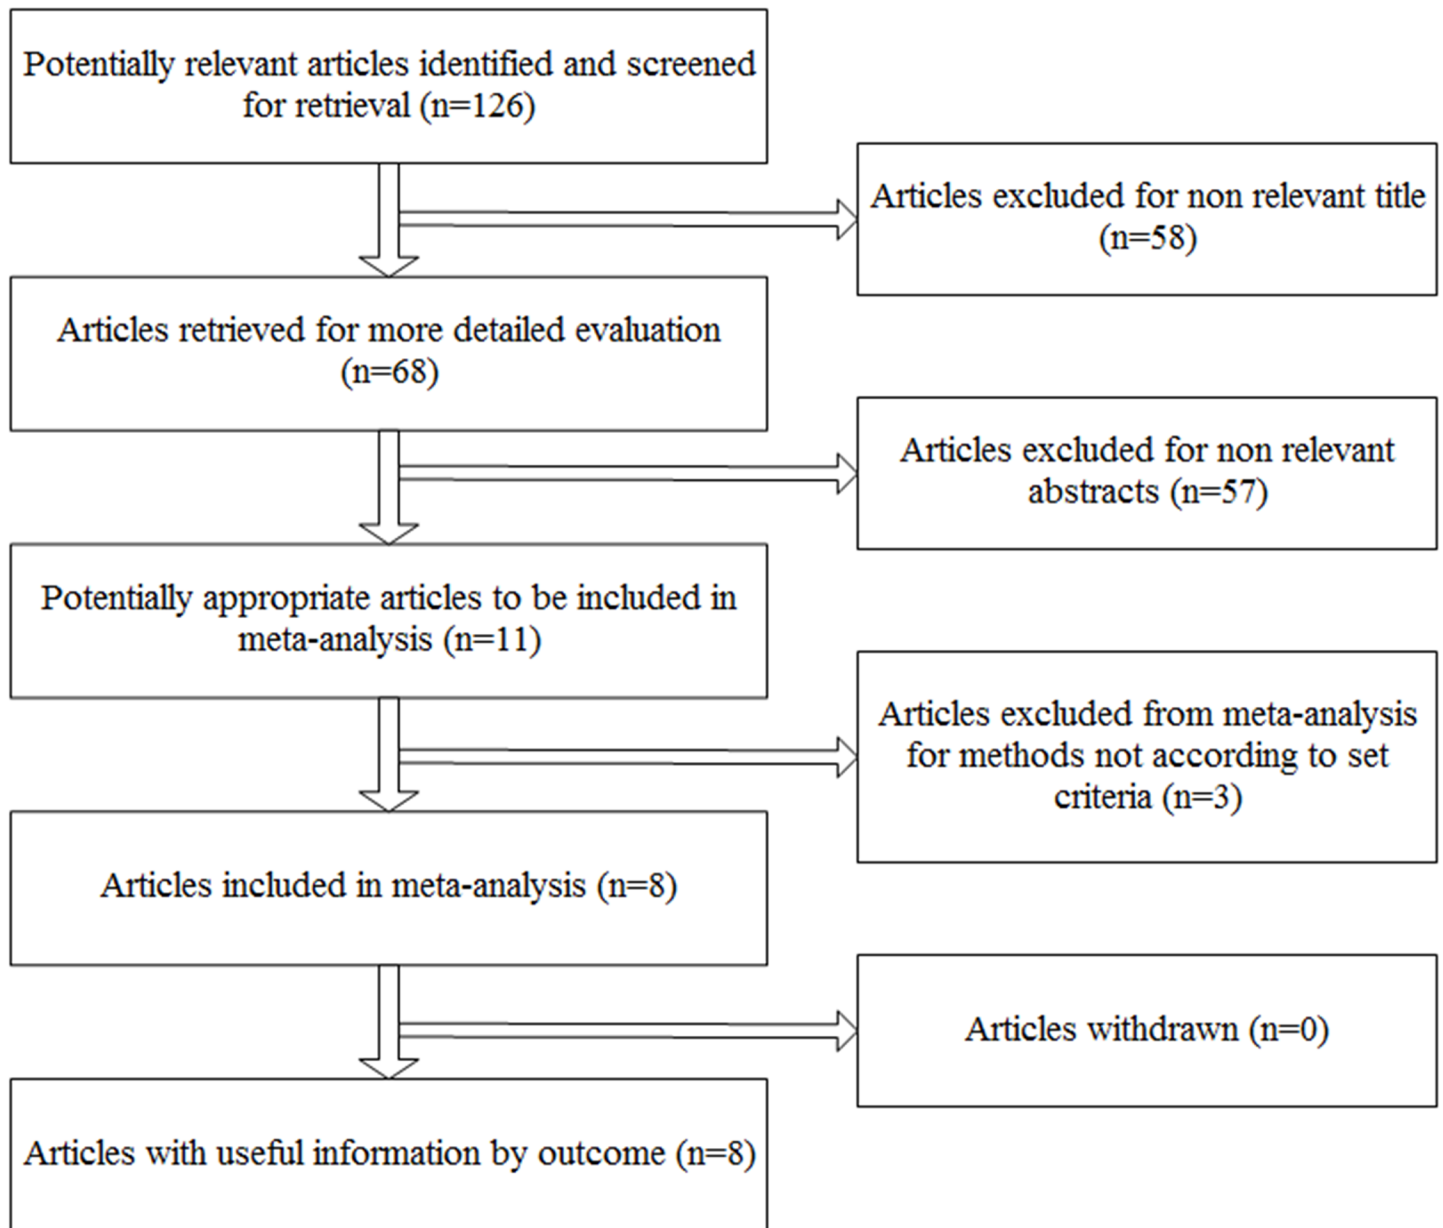 Potentially relevant articles identified and screened
for retrieval (n=126)
Articles excluded for non relevant title
(n=58)
Articles retrieved for more detailed evaluation
(n=68)
Articles excluded for non relevant
abstracts (n=57)
Potentially appropriate articles to be included in
meta-analysis (n=11)
Articles excluded from meta-analysis
for methods not according to set
criteria (n=3)
Articles included in meta-analysis (n=8)
Articles withdrawn (n=0)
Articles with useful information by outcome (n=8)